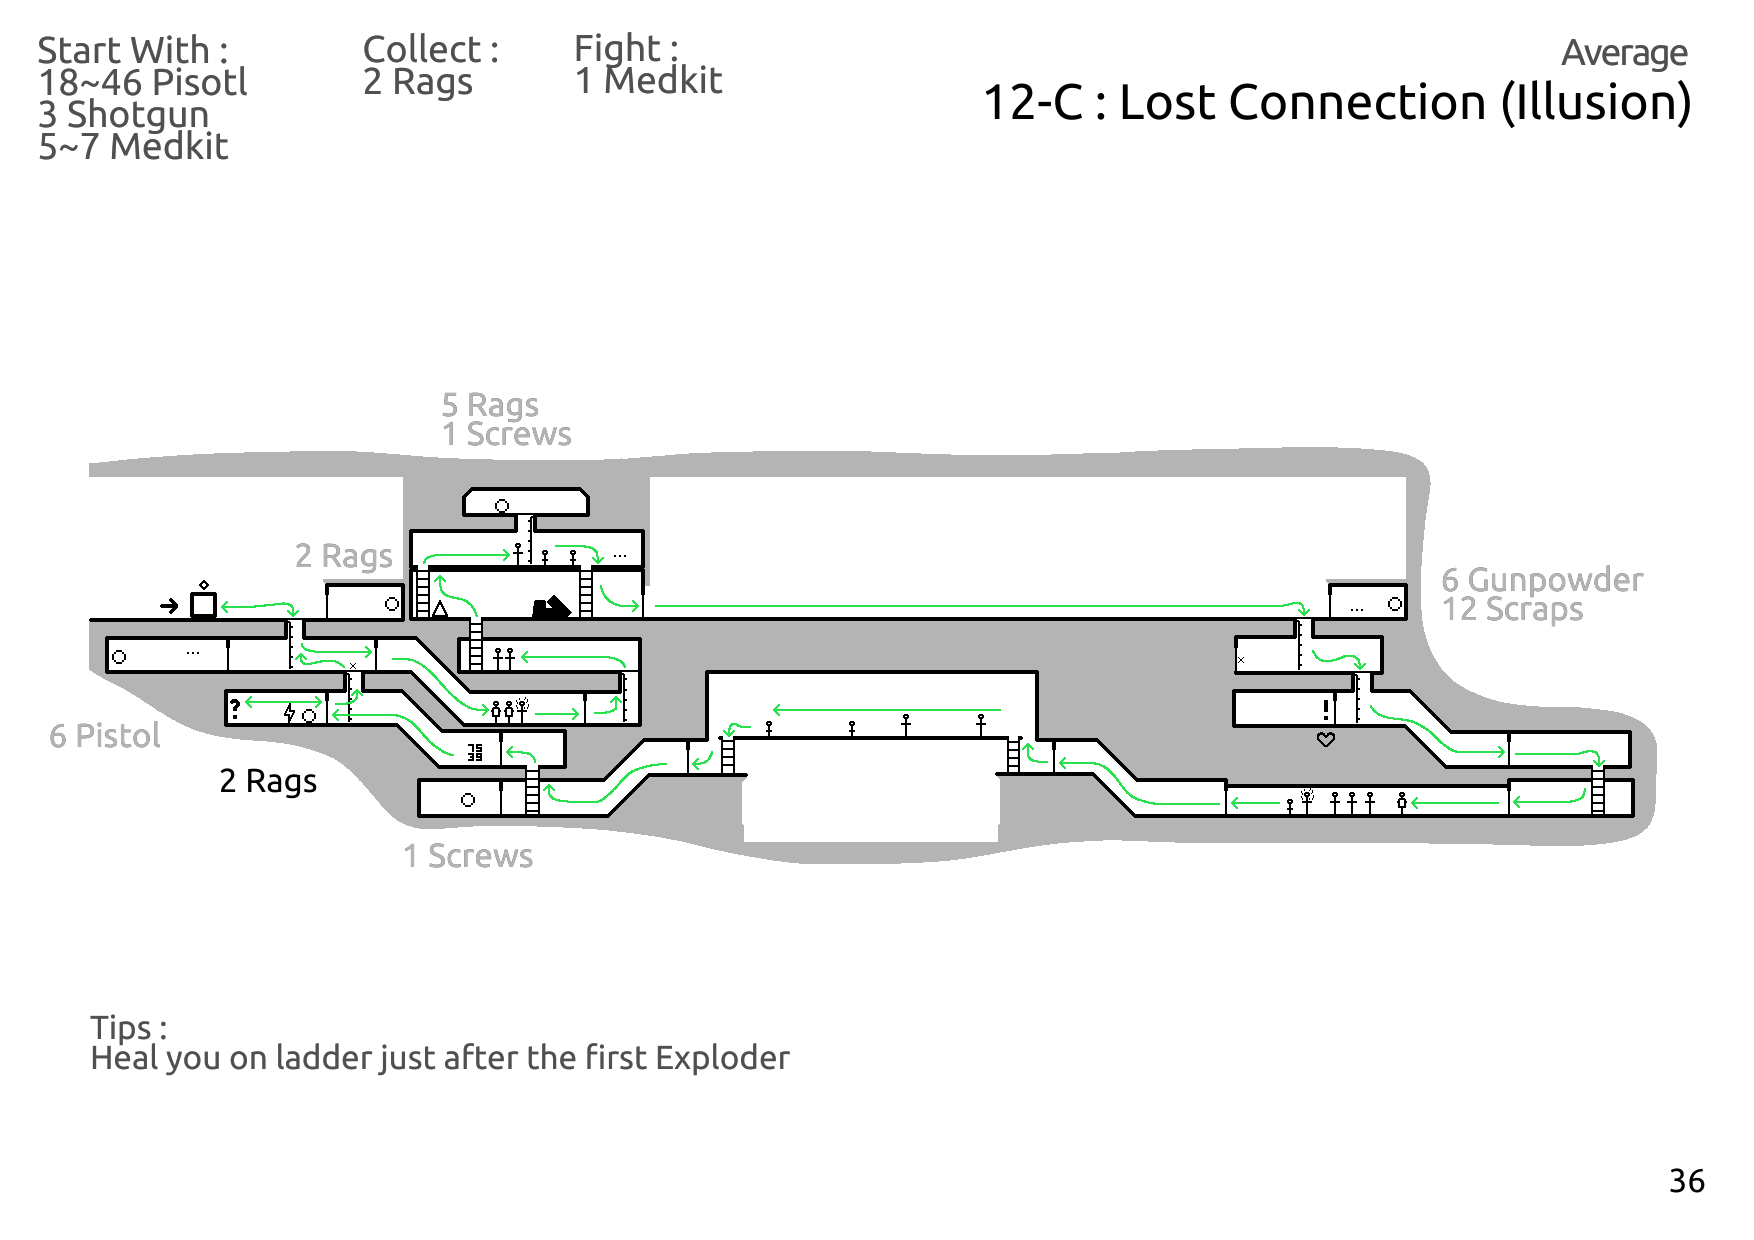 Start With :
18~46 Pisotl
3 Shotgun
5~7 Medkit
Collect :
2 Rags
Fight :
1 Medkit
Average
12-C : Lost Connection (Illusion)
5 Rags
1 Screws
2 Rags
6 Gunpowder
12 Scraps
...
...
...
?
!
6 Pistol
2 Rags
1 Screws
Tips :
Heal you on ladder just after the first Exploder
36